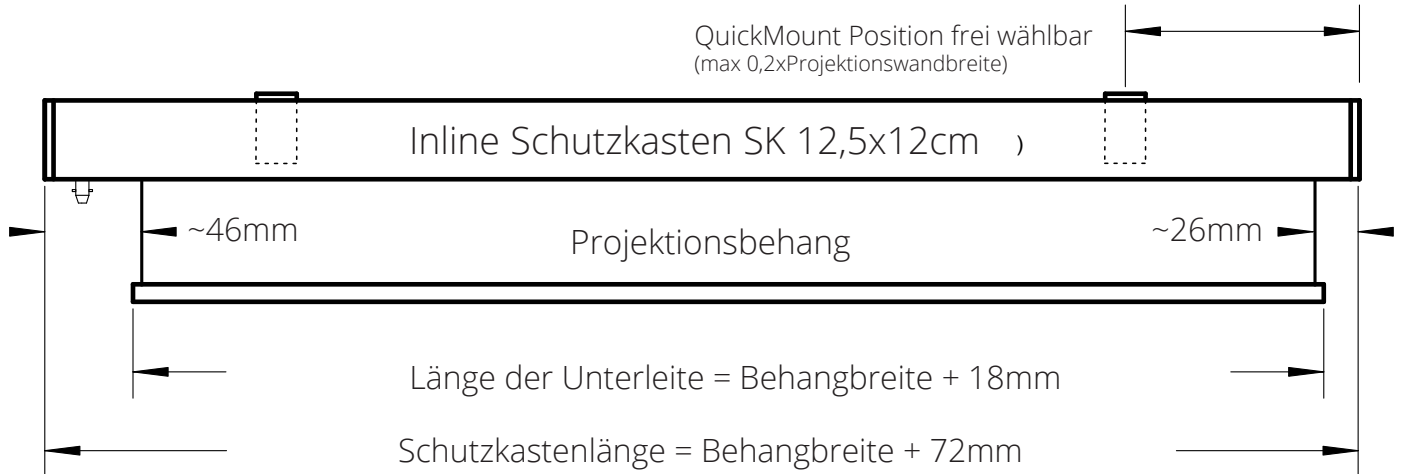 QuickMount Position frei wählbar
(max 0,2xProjektionswandbreite)
Inline Schutzkasten SK 12,5x12cm )
~46mm
Projektionsbehang
~26mm
Länge der Unterleite = Behangbreite + 18mm
Schutzkastenlänge = Behangbreite + 72mm